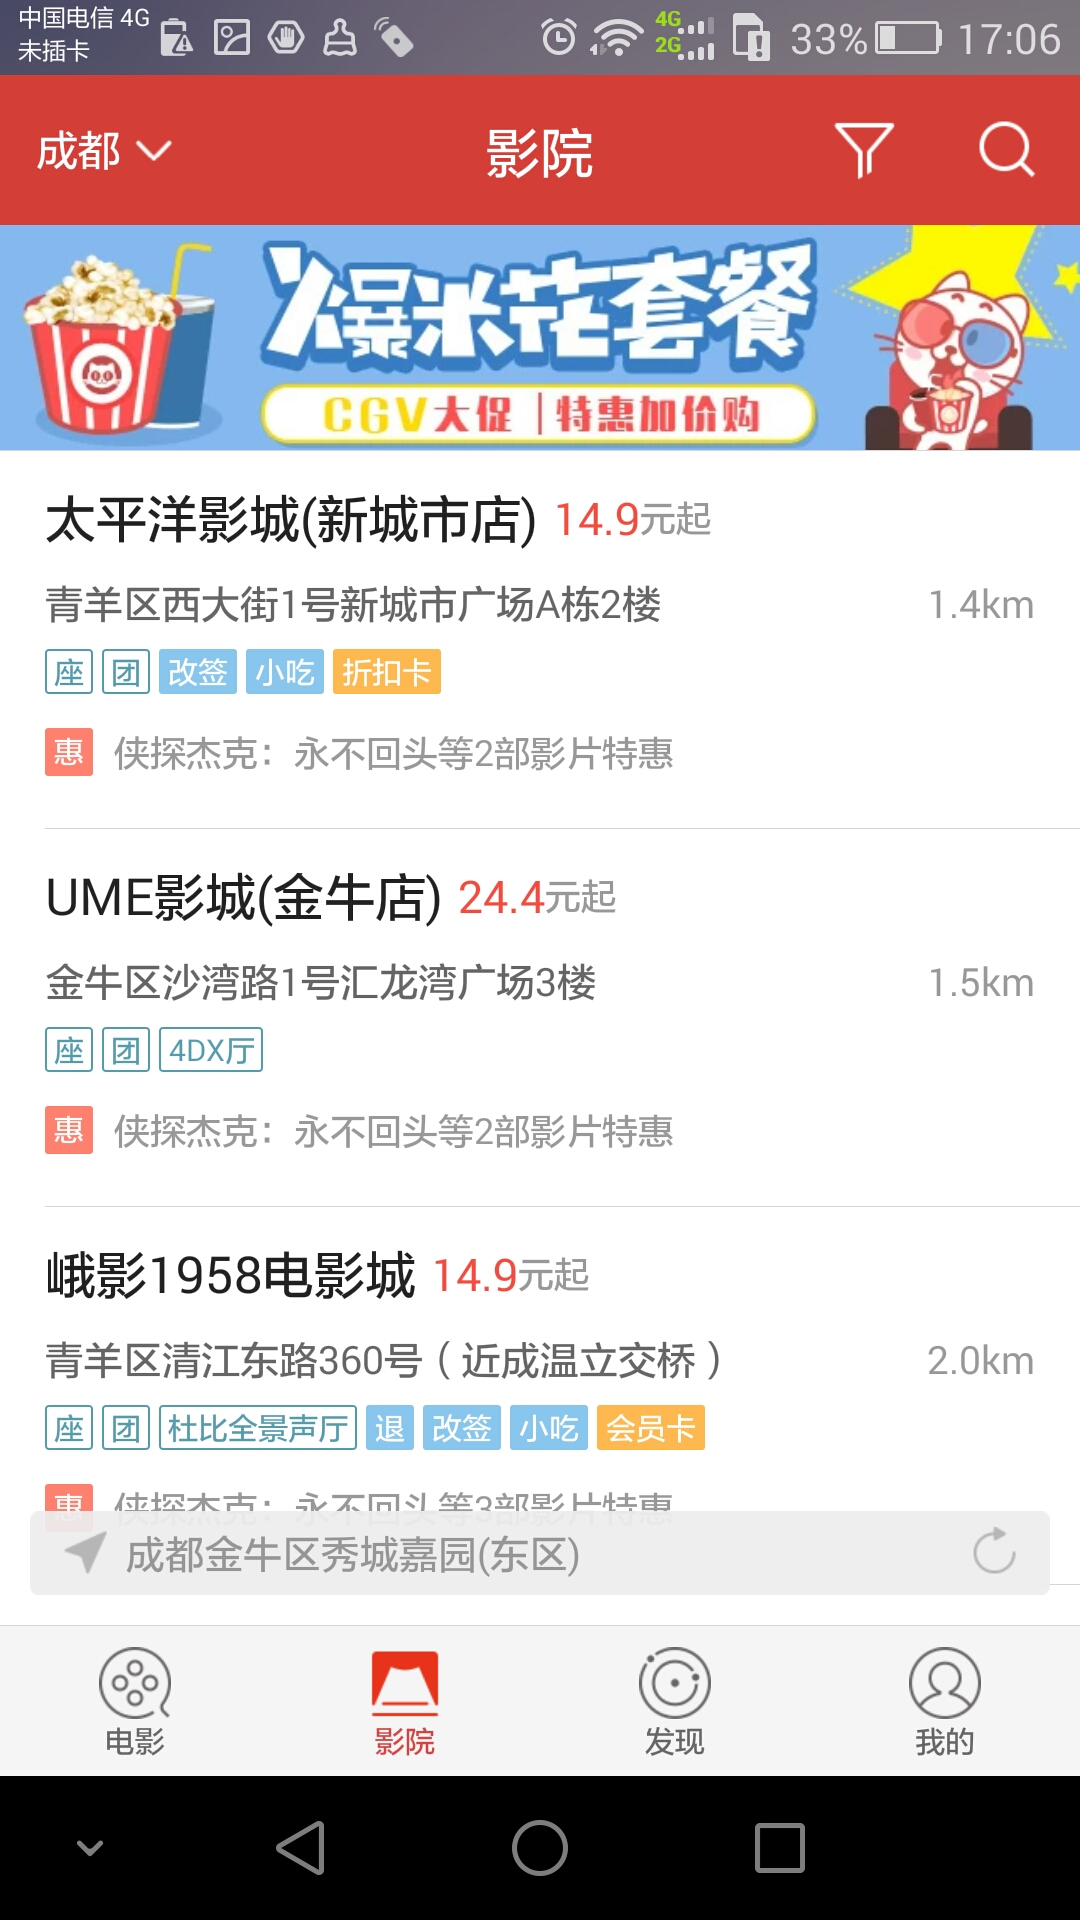 中国电信 4G
未插卡
4G
2G
33%
17:06
成都
影院
爆米花套餐
CGV大促|特惠加价购
太平洋影城(新城市店) 14.9元起
青羊区西大街1号新城市广场A栋2楼 1.4km
座 团 改签 小吃 折扣卡
惠 侠探杰克：永不回头等2部影片特惠
UME影城(金牛店) 24.4元起
金牛区沙湾路1号汇龙湾广场3楼 1.5km
座 团 4DX厅
惠 侠探杰克：永不回头等2部影片特惠
峨影1958电影城 14.9元起
青羊区清江东路360号（近成温立交桥） 2.0km
座 团 杜比全景声厅 退 改签 小吃 会员卡
惠 侠探杰克：永不回头等3部影片特惠
成都金牛区秀城嘉园(东区)
电影 影院 发现 我的